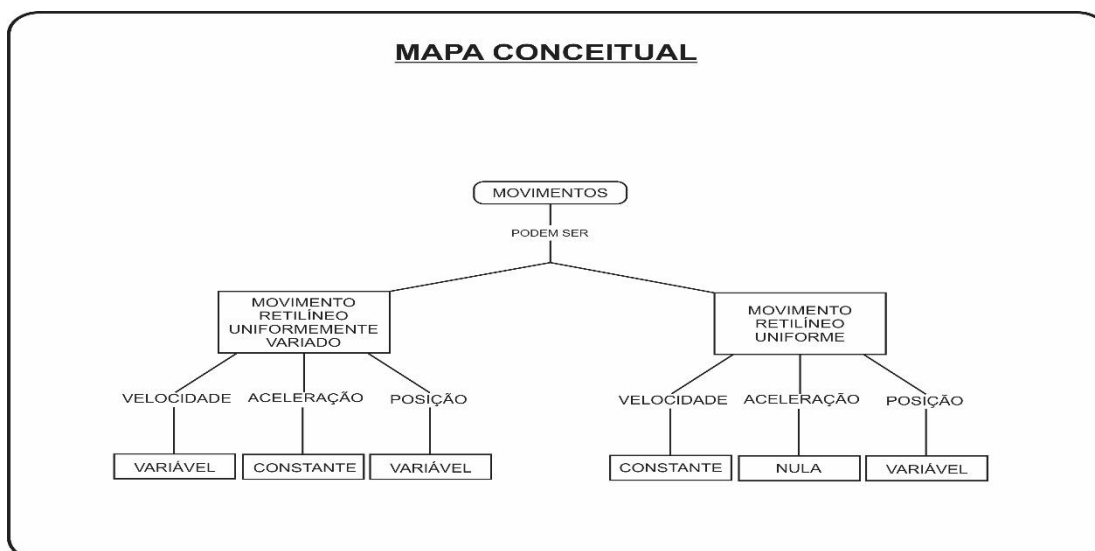 MAPA CONCEITUAL
MOVIMENTOS
PODEM SER
MOVIMENTO
RETILÍNEO
UNIFORMEMENTE
VARIADO
MOVIMENTO
RETILÍNEO
UNIFORME
VELOCIDADE ACELERAÇÃO POSIÇÃO
VELOCIDADE ACELERAÇÃO POSIÇÃO
VARIÁVEL CONSTANTE VARIÁVEL
CONSTANTE NULA VARIÁVEL